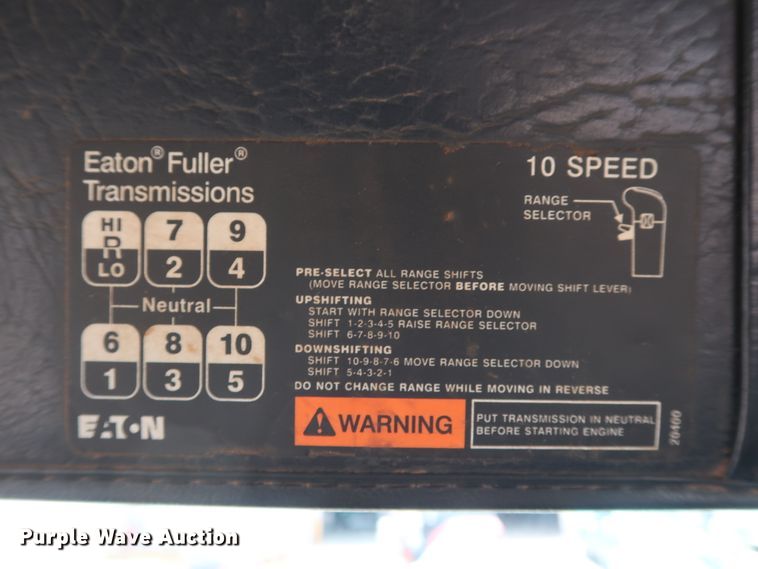 Eaton® Fuller®
Transmissions
10 SPEED
RANGE
SELECTOR
HI
R
LO
7
2
9
4
Neutral
6
1
8
3
10
5
PRE-SELECT ALL RANGE SHIFTS
(MOVE RANGE SELECTOR BEFORE MOVING SHIFT LEVER)
UPSHIFTING
START WITH RANGE SELECTOR DOWN
SHIFT 1-2-3-4-5 RAISE RANGE SELECTOR
SHIFT 6-7-8-9-10
DOWNSHIFTING
SHIFT 10-9-8-7-6 MOVE RANGE SELECTOR DOWN
SHIFT 5-4-3-2-1
DO NOT CHANGE RANGE WHILE MOVING IN REVERSE
WARNING
PUT TRANSMISSION IN NEUTRAL
BEFORE STARTING ENGINE
EATON
20400
Purple Wave Auction